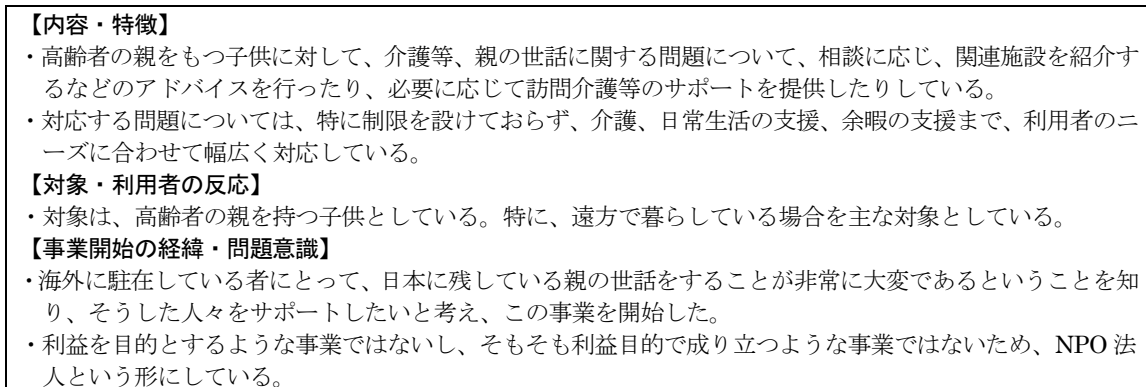 【内容・特徴】
・高齢者の親をもつ子供に対して、介護等、親の世話に関する問題について、相談に応じ、関連施設を紹介す
るなどのアドバイスを行ったり、必要に応じて訪問介護等のサポートを提供したりしている。
・対応する問題については、特に制限を設けておらず、介護、日常生活の支援、余暇の支援まで、利用者のニ
ーズに合わせて幅広く対応している。
【対象・利用者の反応】
・対象は、高齢者の親を持つ子供としている。特に、遠方で暮らしている場合を主な対象としている。
【事業開始の経緯・問題意識】
・海外に駐在している者にとって、日本に残している親の世話をすることが非常に大変であるということを知
り、そうした人々をサポートしたいと考え、この事業を開始した。
・利益を目的とするような事業ではないし、そもそも利益目的で成り立つような事業ではないため、NPO 法
人という形にしている。